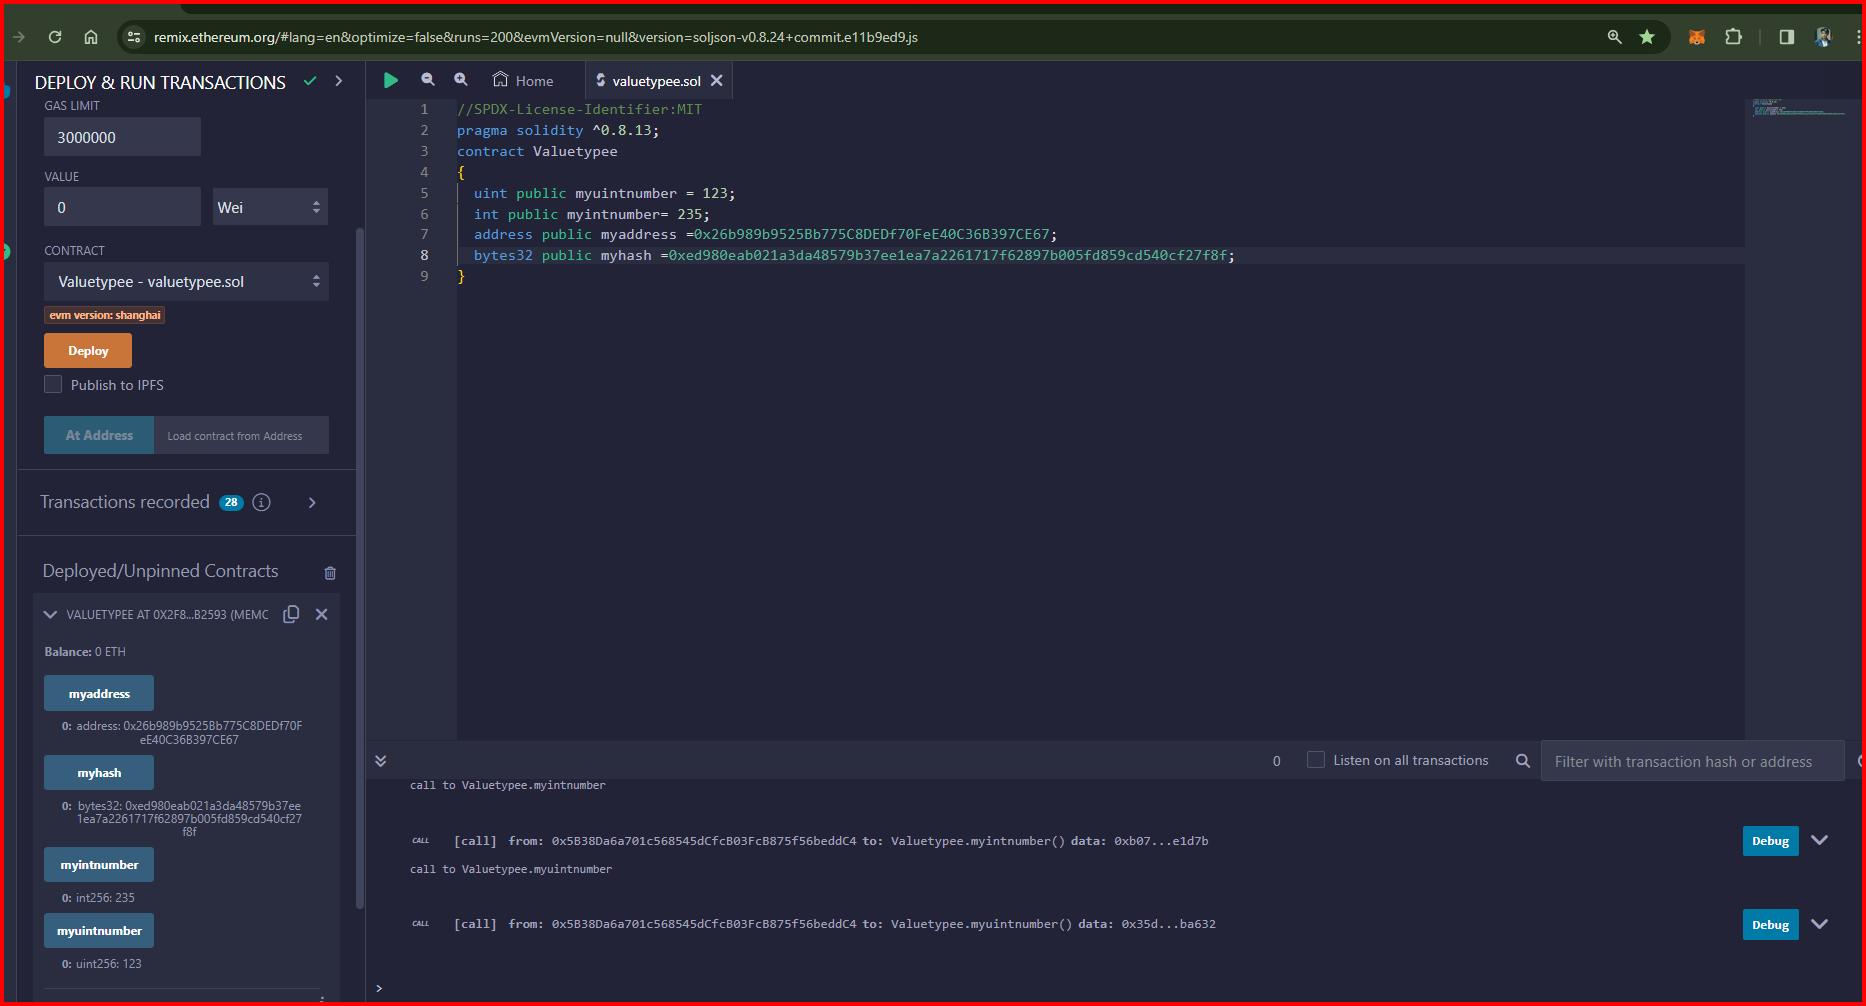 remix.ethereum.org/#lang=en&optimize=false&runs=200&evmVersion=null&version=soljson-v0.8.24+commit.e11b9ed9.js
DEPLOY & RUN TRANSACTIONS
GAS LIMIT
3000000
VALUE
0
Wei
CONTRACT
Valuetypee - valuetypee.sol
evm version: shanghai
Deploy
Publish to IPFS
At Address
Load contract from Address
Transactions recorded 28 i
Deployed/Unpinned Contracts
VALUETYPEE AT 0X2F8...B2593 (MEMO
Balance: 0 ETH
myaddress
0: address: 0x26b989b9525Bb775C8DEDf70F
eE40C36B397CE67
myhash
0: bytes32: 0xed980eab021a3da48579b37ee
1ea7a2261717f62897b005fd859cd540cf27
f8f
myintnumber
0: int256: 235
myuintnumber
0: uint256: 123
Home
valuetypee.sol
1 //SPDX-License-Identifier:MIT
2 pragma solidity ^0.8.13;
3 contract Valuetypee
4 {
5 uint public myuintnumber = 123;
6 int public myintnumber= 235;
7 address public myaddress =0x26b989b9525Bb775C8DEDf70FeE40C36B397CE67;
8 bytes32 public myhash =0xed980eab021a3da48579b37ee1ea7a2261717f62897b005fd859cd540cf27f8f;
9 }
0
Listen on all transactions
Filter with transaction hash or address
call to Valuetypee.myintnumber
CALL [call] from: 0x5B38Da6a701c568545dCfcB03FcB875f56beddC4 to: Valuetypee.myintnumber() data: 0xb07...e1d7b
Debug
call to Valuetypee.myuintnumber
CALL [call] from: 0x5B38Da6a701c568545dCfcB03FcB875f56beddC4 to: Valuetypee.myuintnumber() data: 0x35d...ba632
Debug
>